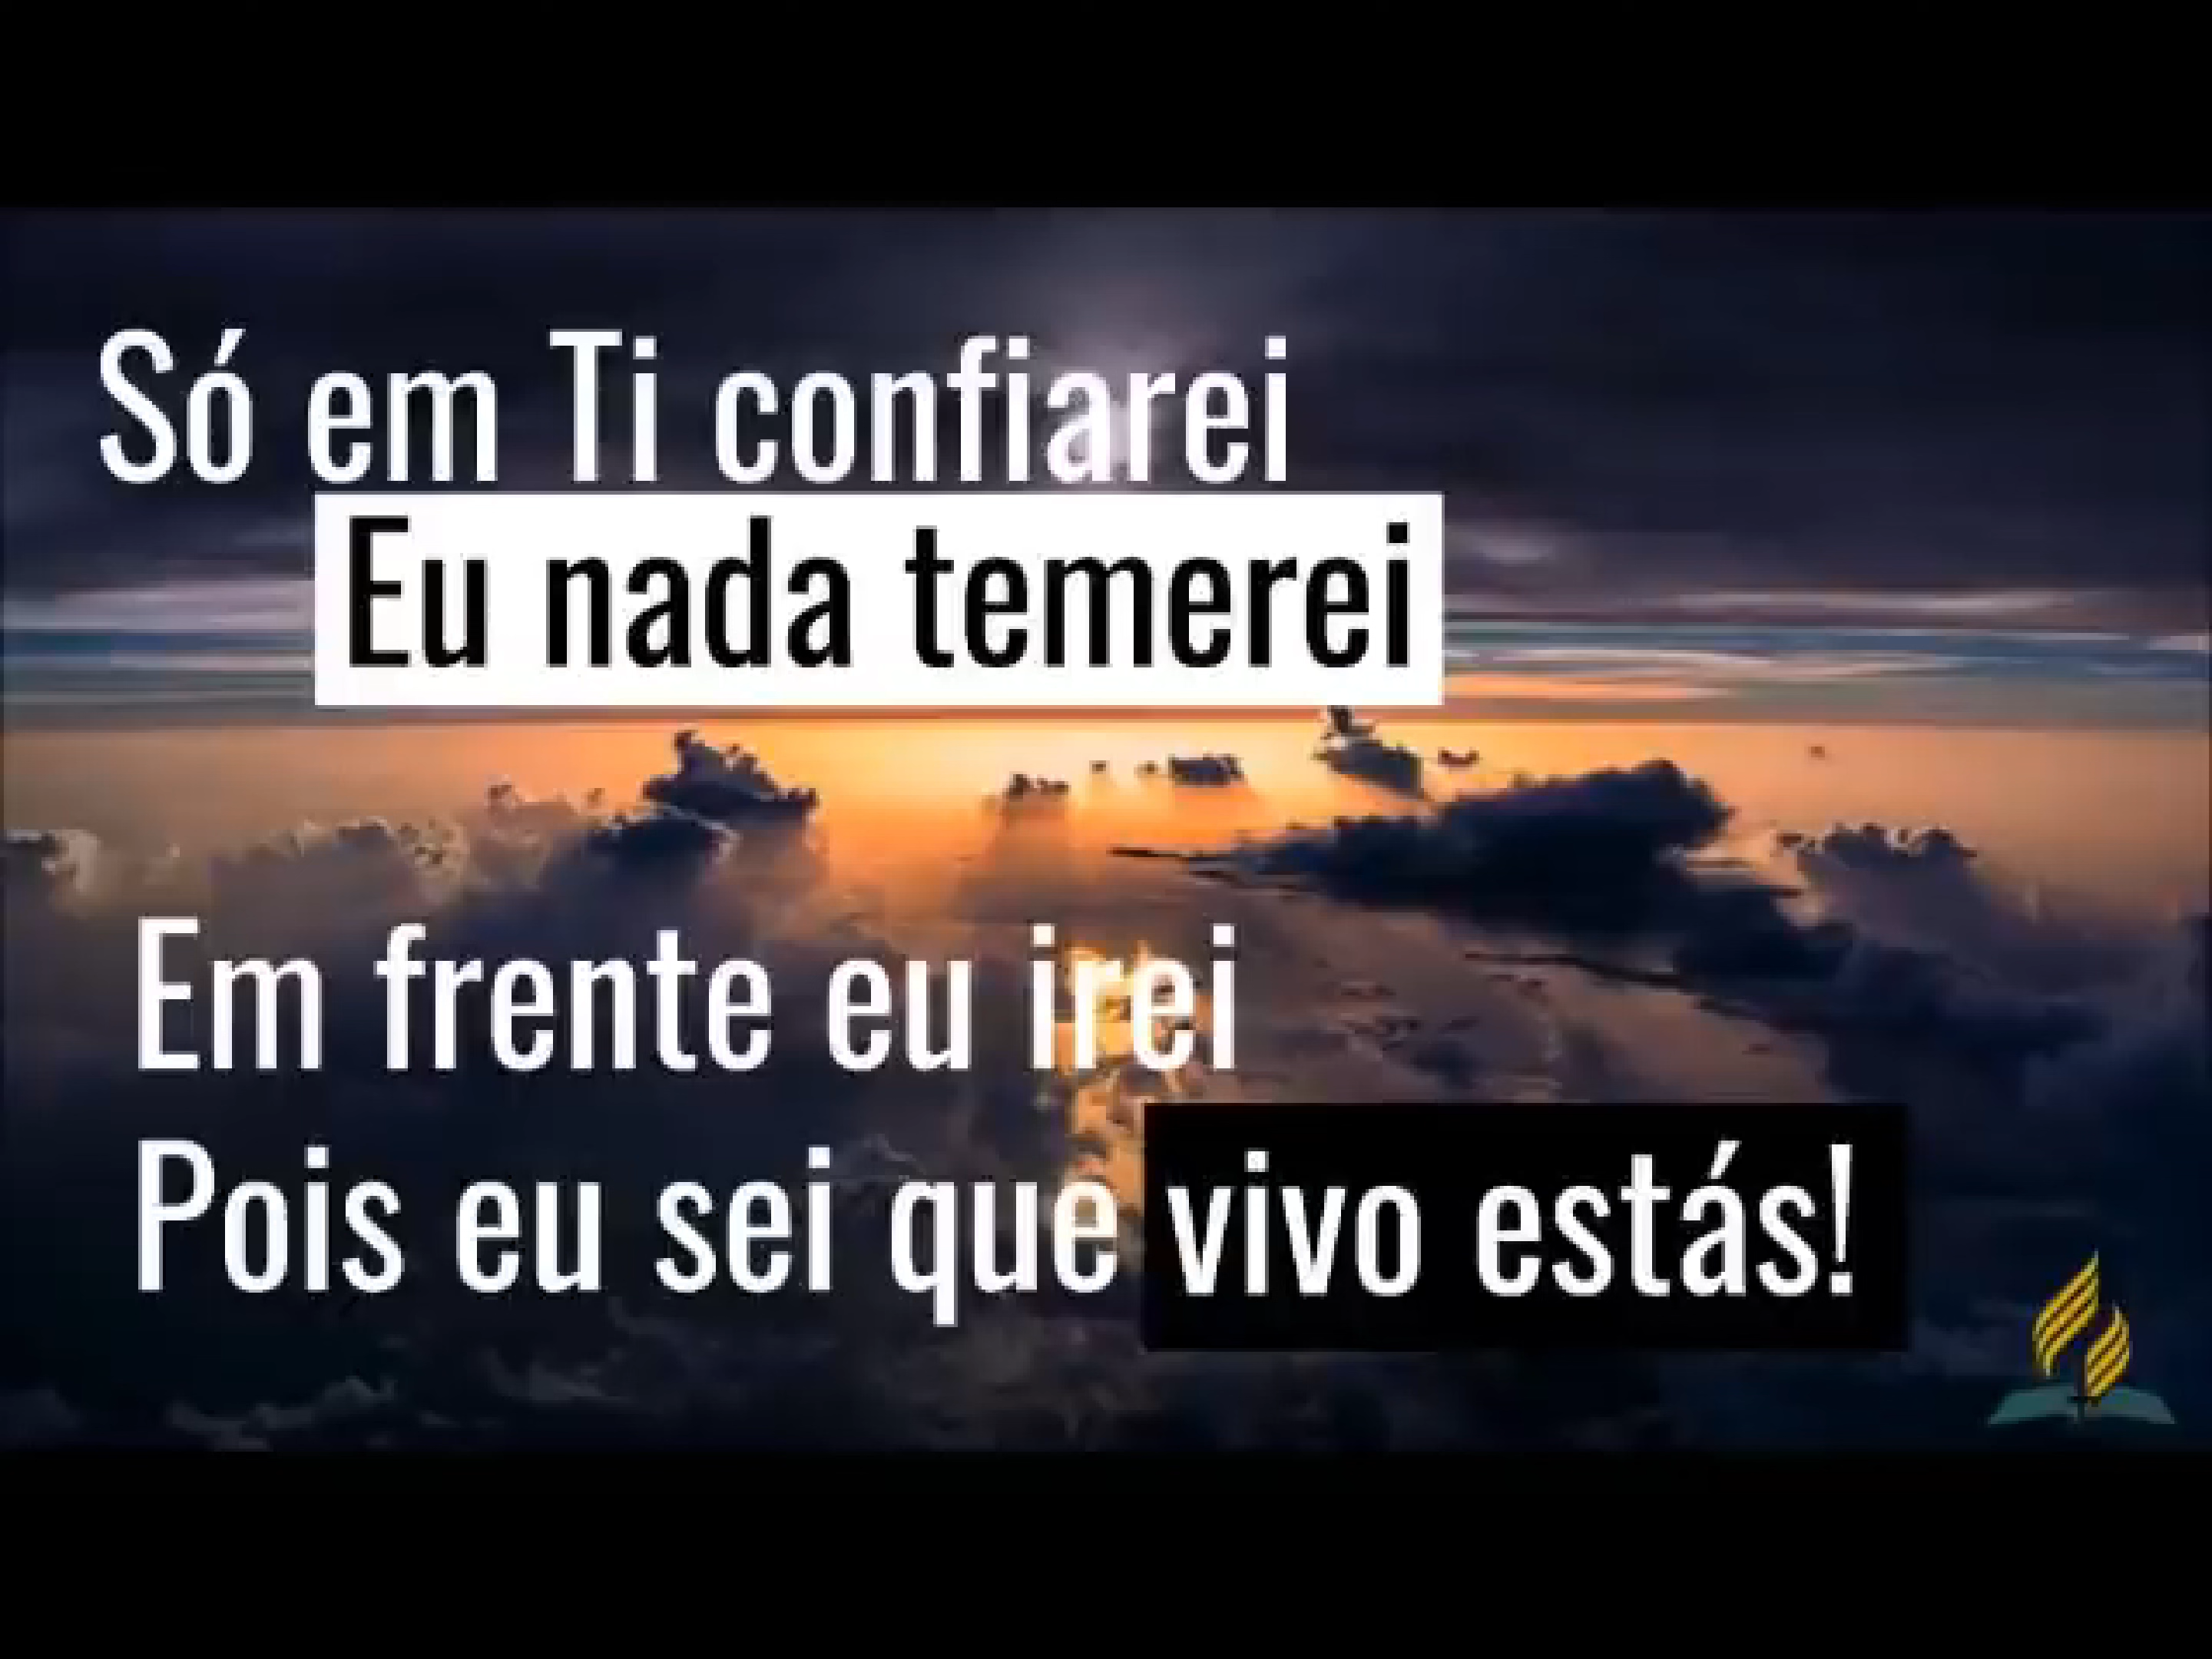 Só em Ti confiarei
Eu nada temerei
Em frente eu irei
Pois eu sei que vivo estás!